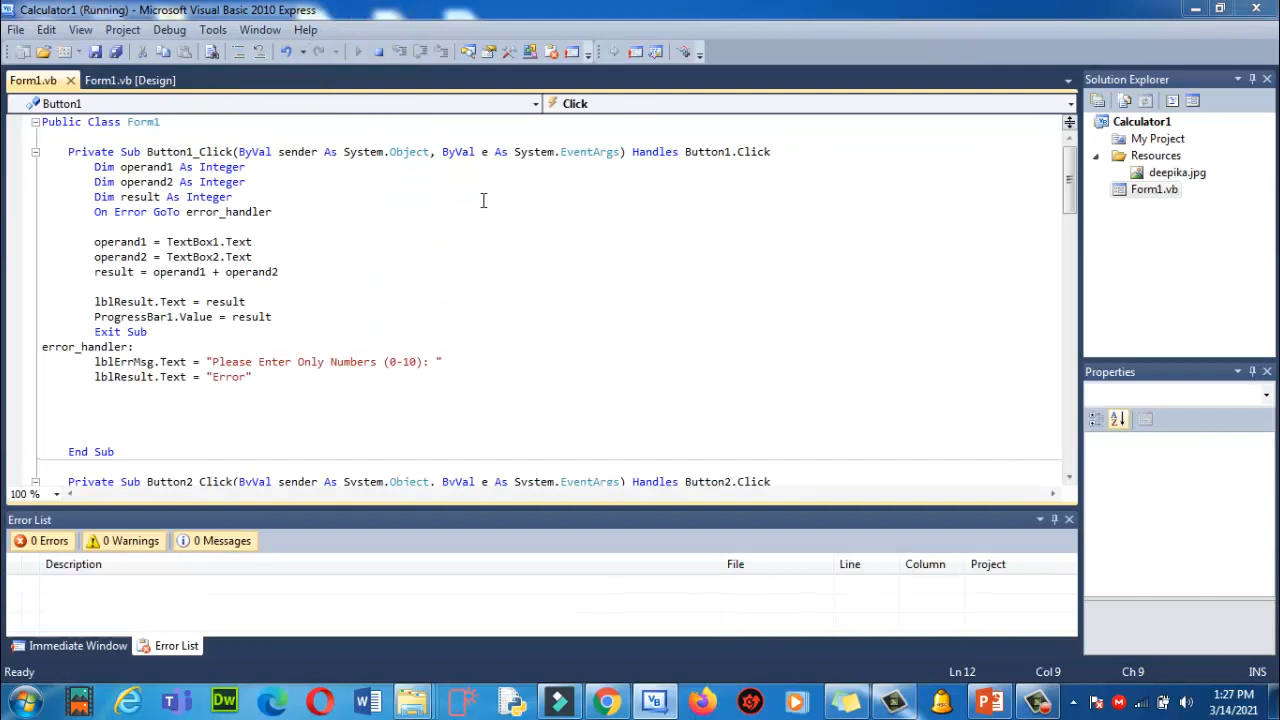 Calculator1 (Running) - Microsoft Visual Basic 2010 Express
File Edit View Project Debug Tools Window Help
Form1.vb Form1.vb [Design]
Button1 Click
Public Class Form1
Private Sub Button1_Click(ByVal sender As System.Object, ByVal e As System.EventArgs) Handles Button1.Click
Dim operand1 As Integer
Dim operand2 As Integer
Dim result As Integer
On Error GoTo error_handler
operand1 = TextBox1.Text
operand2 = TextBox2.Text
result = operand1 + operand2
lblResult.Text = result
ProgressBar1.Value = result
Exit Sub
error_handler:
lblErrMsg.Text = "Please Enter Only Numbers (0-10): "
lblResult.Text = "Error"
End Sub
Private Sub Button2_Click(ByVal sender As System.Object, ByVal e As System.EventArgs) Handles Button2.Click
100 %
Solution Explorer
Calculator1
My Project
Resources
deepika.jpg
Form1.vb
Properties
Error List
0 Errors 0 Warnings 0 Messages
Description File Line Column Project
Immediate Window Error List
Ready Ln 12 Col 9 Ch 9 INS
1:27 PM
3/14/2021